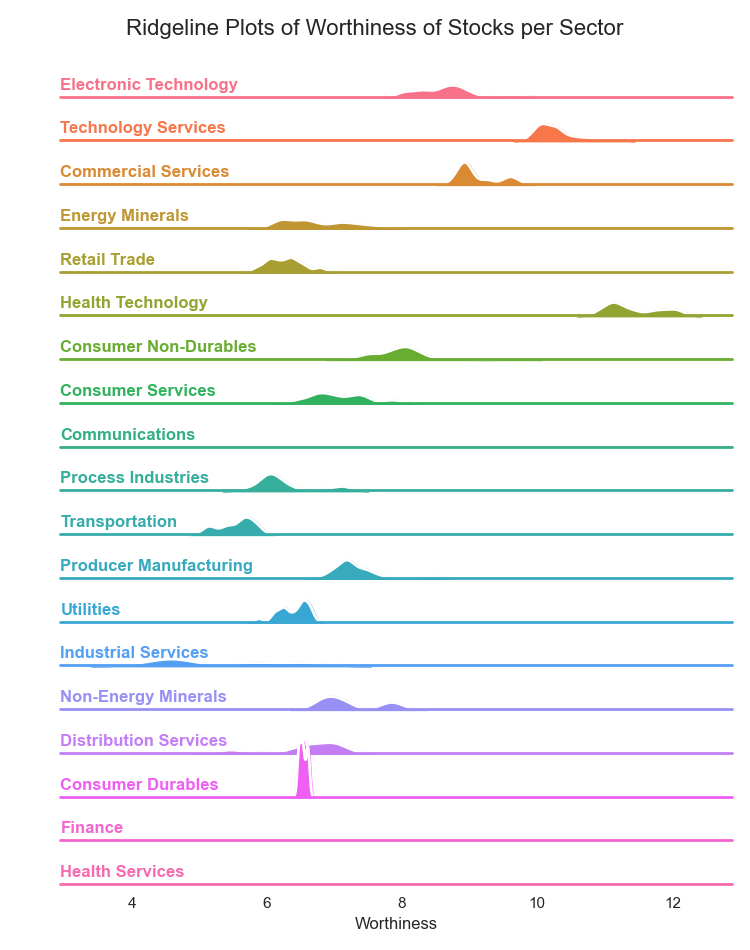 Ridgeline Plots of Worthiness of Stocks per Sector
Electronic Technology
Technology Services
Commercial Services
Energy Minerals
Retail Trade
Health Technology
Consumer Non-Durables
Consumer Services
Communications
Process Industries
Transportation
Producer Manufacturing
Utilities
Industrial Services
Non-Energy Minerals
Distribution Services
Consumer Durables
Finance
Health Services
4 6 8 10 12
Worthiness